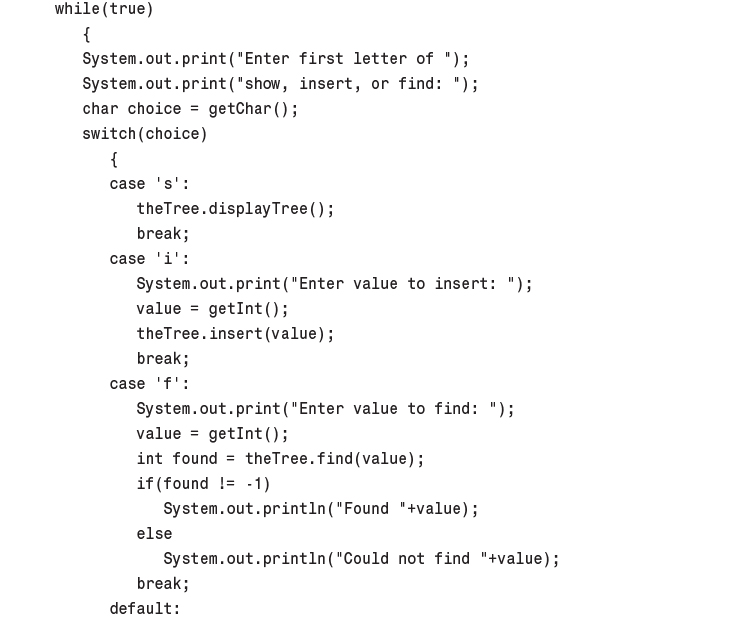 while(true)
{
System.out.print("Enter first letter of ");
System.out.print("show, insert, or find: ");
char choice = getChar();
switch(choice)
{
case 's':
theTree.displayTree();
break;
case 'i':
System.out.print("Enter value to insert: ");
value = getInt();
theTree.insert(value);
break;
case 'f':
System.out.print("Enter value to find: ");
value = getInt();
int found = theTree.find(value);
if(found != -1)
System.out.println("Found "+value);
else
System.out.println("Could not find "+value);
break;
default: